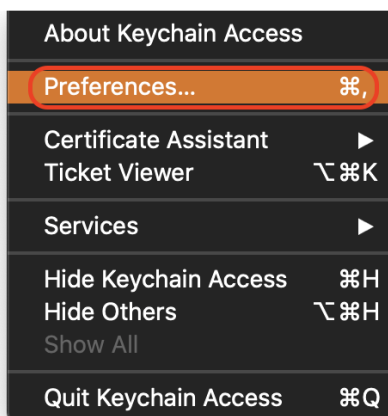 About Keychain Access
Preferences... ⌘,
Certificate Assistant ▶
Ticket Viewer ⌥⌘K
Services ▶
Hide Keychain Access ⌘H
Hide Others ⌥⌘H
Show All
Quit Keychain Access ⌘Q